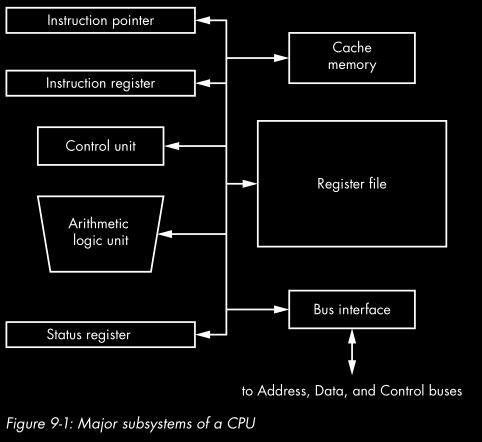 Instruction pointer
Cache
memory
Instruction register
Control unit
Register file
Arithmetic
logic unit
Bus interface
Status register
to Address, Data, and Control buses
Figure 9-1: Major subsystems of a CPU